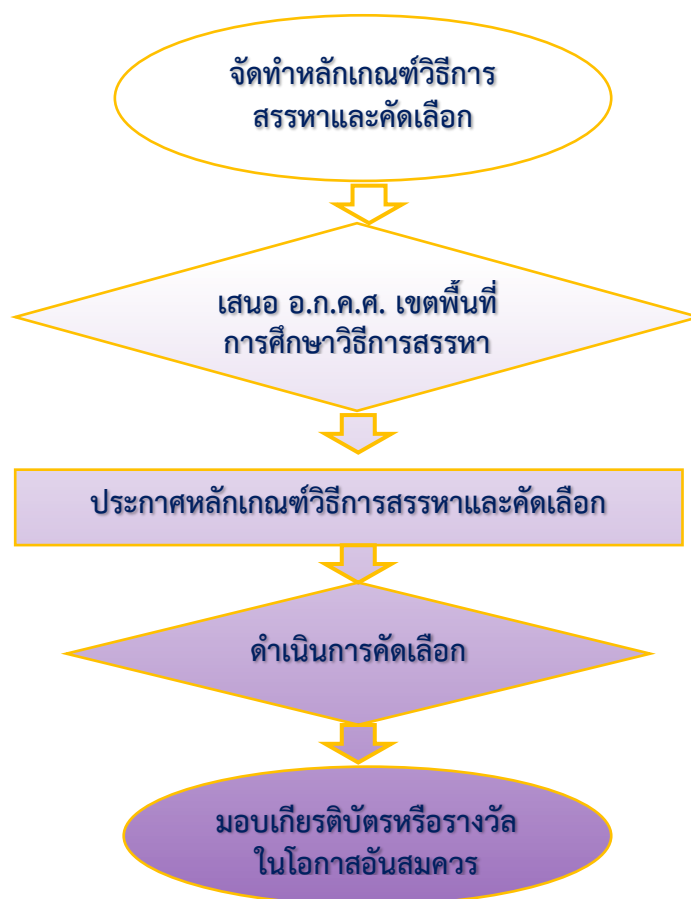 จัดทำหลักเกณฑ์วิธีการ
สรรหาและคัดเลือก
เสนอ อ.ก.ค.ศ. เขตพื้นที่
การศึกษาวิธีการสรรหา
ประกาศหลักเกณฑ์วิธีการสรรหาและคัดเลือก
ดำเนินการคัดเลือก
มอบเกียรติบัตรหรือรางวัล
ในโอกาสอันสมควร